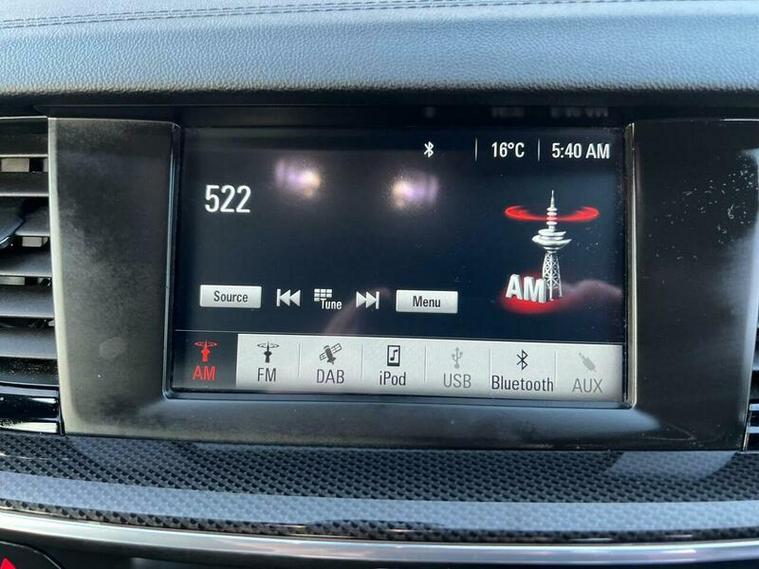 16°C 5:40 AM
522
AM
Source Tune Menu
AM FM DAB iPod USB Bluetooth AUX